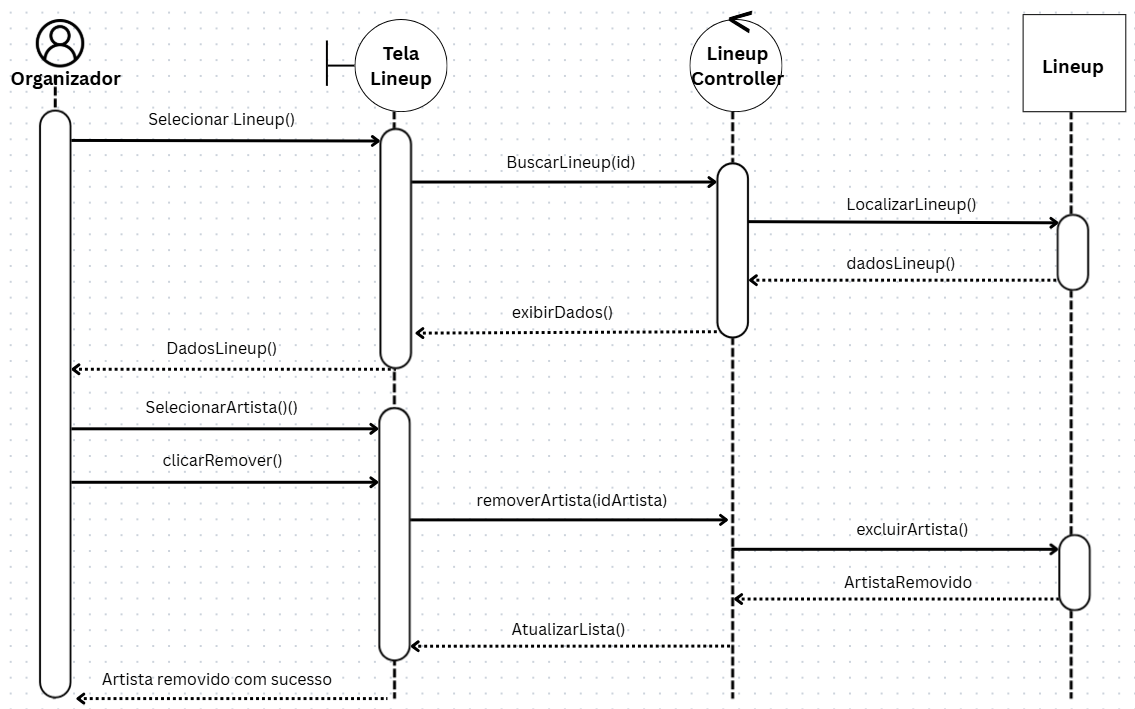 Organizador
Tela
Lineup
Lineup
Controller
Lineup
Selecionar Lineup()
BuscarLineup(id)
LocalizarLineup()
dadosLineup()
exibirDados()
DadosLineup()
SelecionarArtista()()
clicarRemover()
removerArtista(idArtista)
excluirArtista()
ArtistaRemovido
AtualizarLista()
Artista removido com sucesso